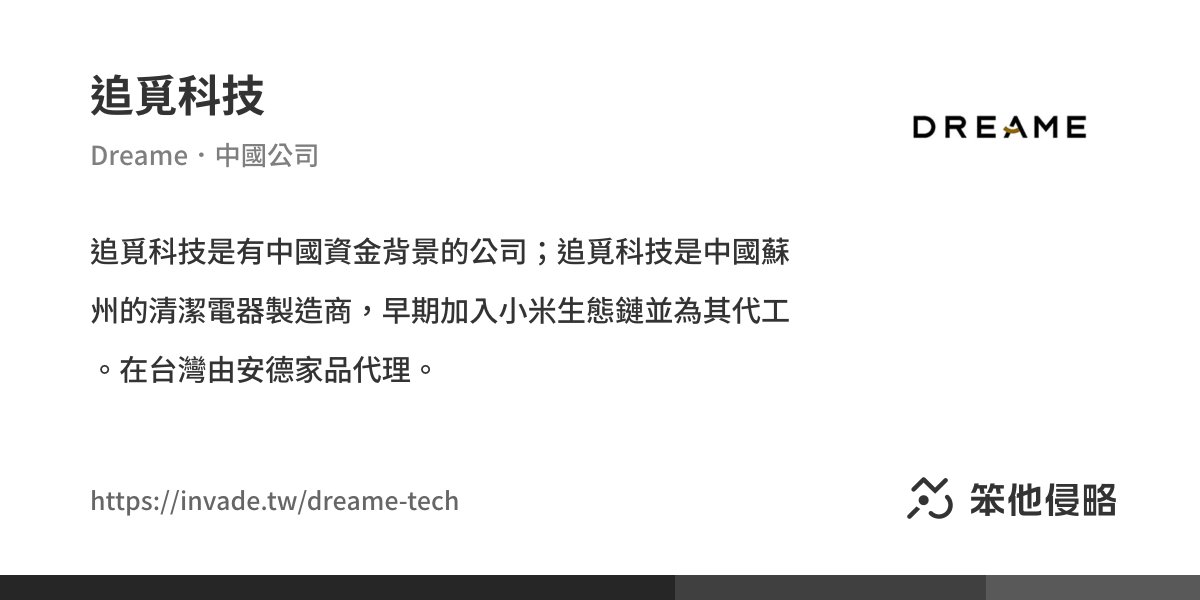 追覓科技
Dreame・中國公司
DREAME
追覓科技是有中國資金背景的公司；追覓科技是中國蘇
州的清潔電器製造商，早期加入小米生態鏈並為其代工
。在台灣由安德家品代理。
https://invade.tw/dreame-tech
笨他侵略